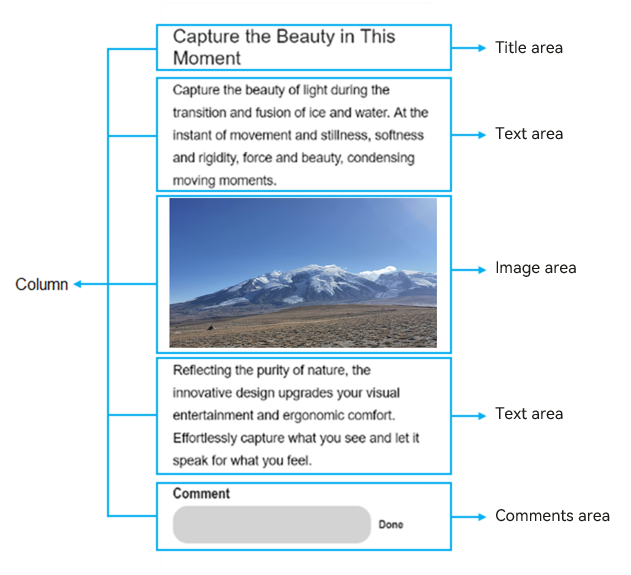 Capture the Beauty in This
Moment
Title area
Capture the beauty of light during the
transition and fusion of ice and water. At the
instant of movement and stillness, softness
and rigidity, force and beauty, condensing
moving moments.
Text area
Column
Image area
Reflecting the purity of nature, the
innovative design upgrades your visual
entertainment and ergonomic comfort.
Effortlessly capture what you see and let it
speak for what you feel.
Text area
Comment
Done
Comments area